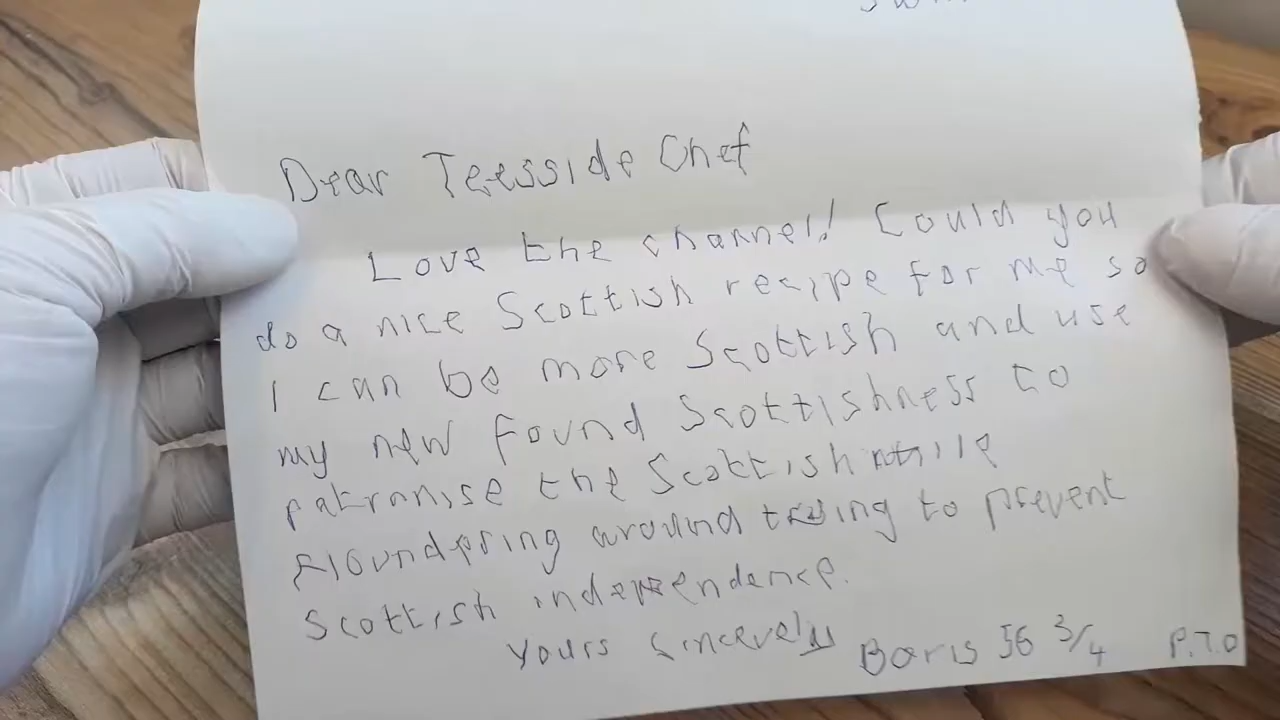 Dear Teesside Chef
Love the channel! Could you
do a nice Scottish recipe for me so
I can be more Scottish and use
my new found Scottishness to
patronise the Scottish while
floundering around trying to prevent
Scottish independence.
Yours Sincerely Boris 56 3/4 P.T.O